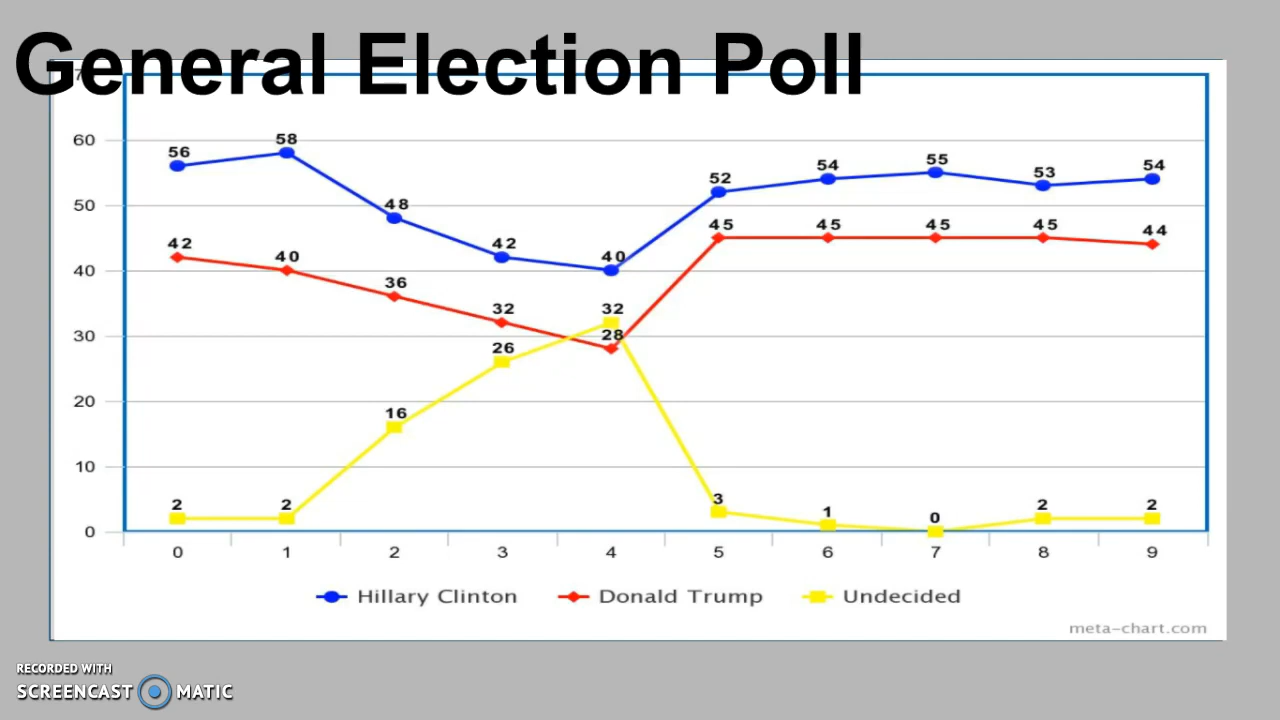 General Election Poll
7
60
50
40
30
20
10
0
56 58 48 42 40 52 54 55 53 54
42 40 36 32 28 45 45 45 45 44
2 2 16 26 32 3 1 0 2 2
0 1 2 3 4 5 6 7 8 9
Hillary Clinton Donald Trump Undecided
meta-chart.com
RECORDED WITH
SCREENCAST MATIC